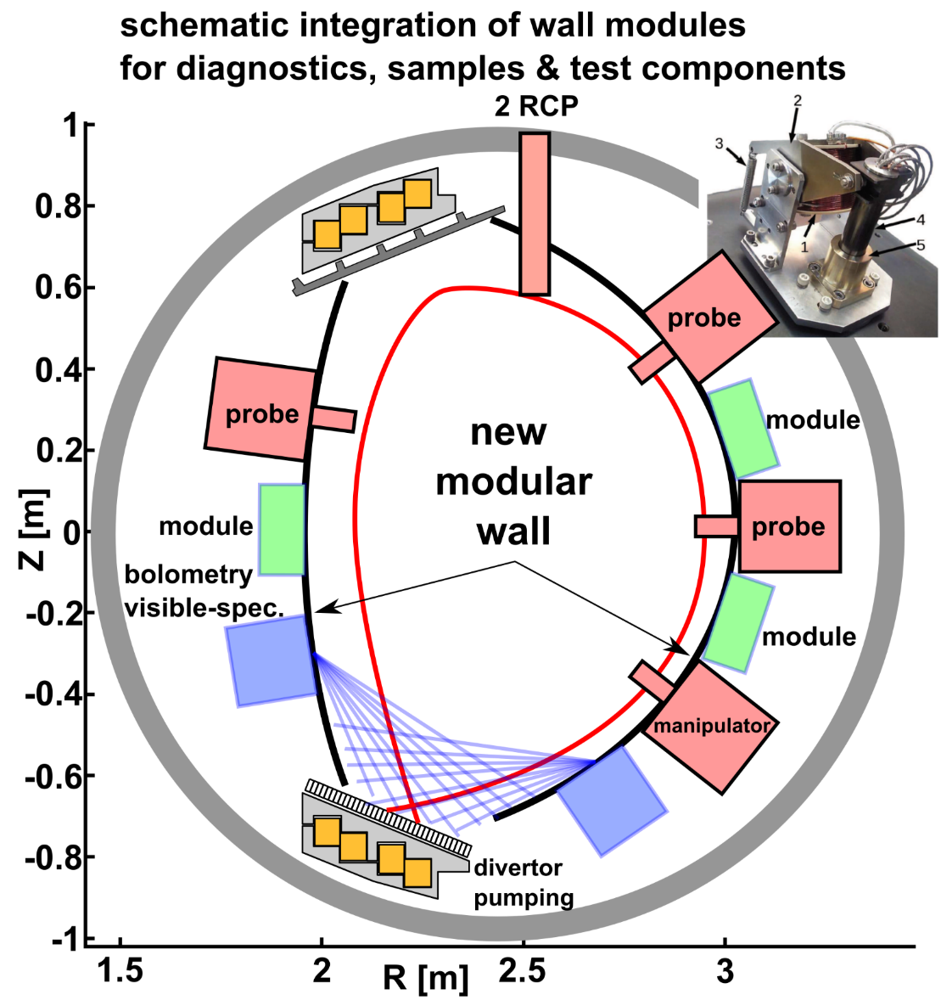 schematic integration of wall modules
for diagnostics, samples & test components
2 RCP
1
0.8
0.6
0.4
0.2
0
-0.2
-0.4
-0.6
-0.8
-1
Z [m]
2
3
4
1
5
probe
module
probe
new
modular
wall
probe
module
bolometry
visible-spec.
module
manipulator
divertor
pumping
1.5
2
2.5
3
R [m]